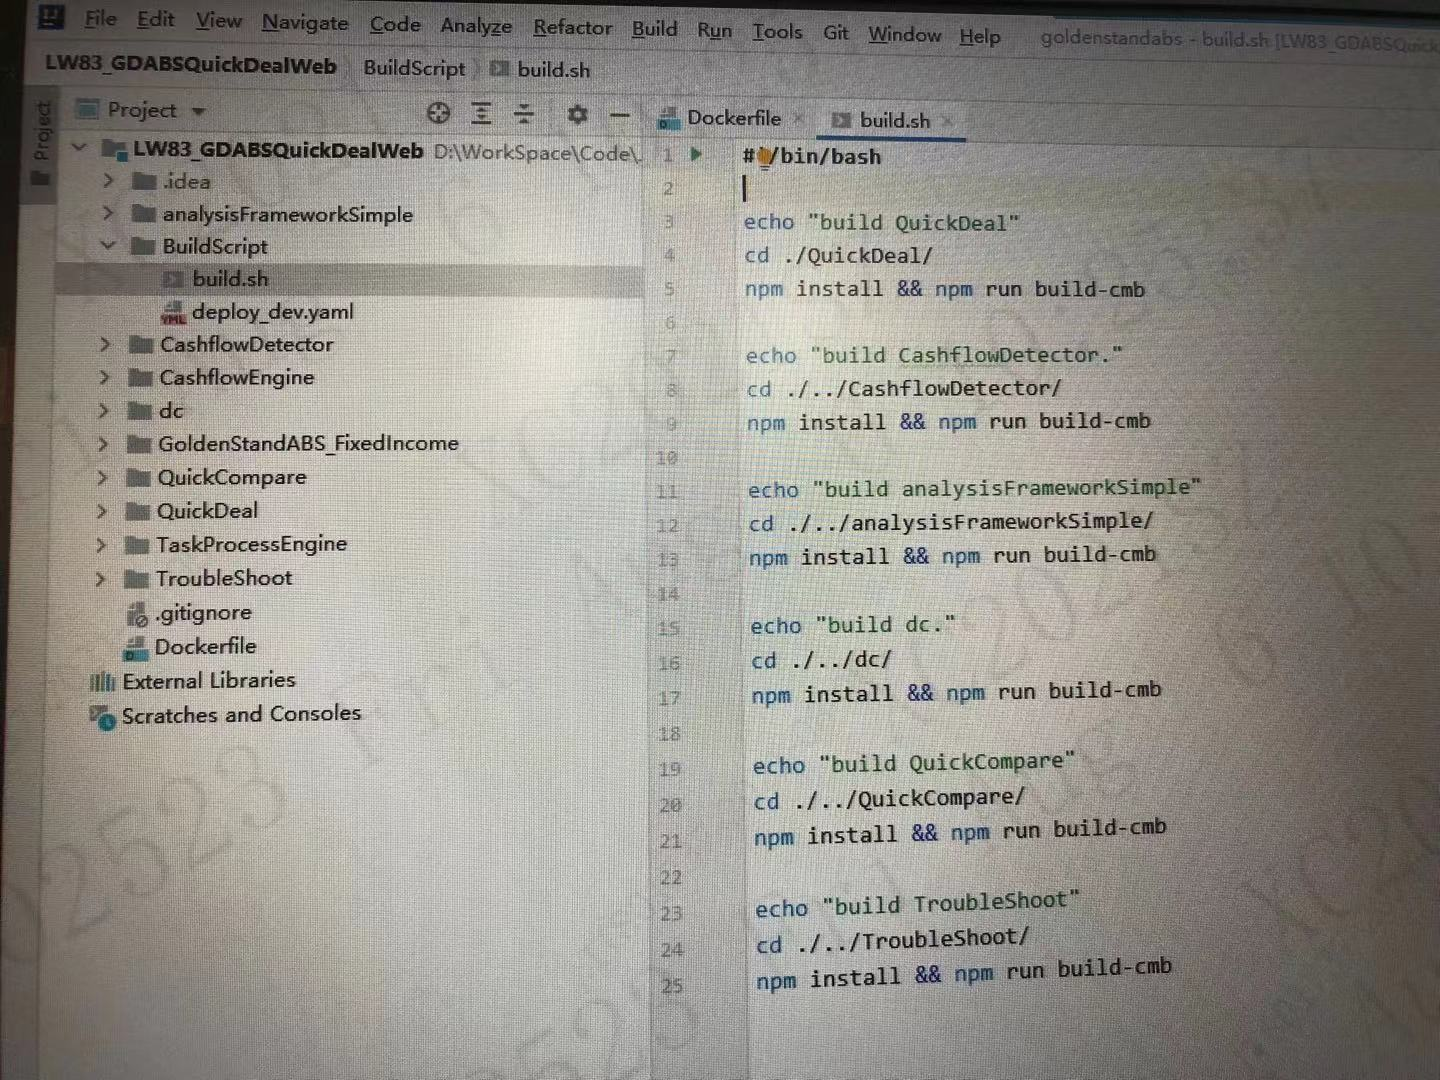 File Edit View Navigate Code Analyze Refactor Build Run Tools Git Window Help goldenstandabs - build.sh [LW83_GDABSQuick
LW83_GDABSQuickDealWeb BuildScript build.sh
Project
Project
Dockerfile build.sh
LW83_GDABSQuickDealWeb D:\WorkSpace\Code\
.idea
analysisFrameworkSimple
BuildScript
build.sh
deploy_dev.yaml
CashflowDetector
CashflowEngine
dc
GoldenStandABS_FixedIncome
QuickCompare
QuickDeal
TaskProcessEngine
TroubleShoot
.gitignore
Dockerfile
External Libraries
Scratches and Consoles
1 #!/bin/bash
2
3 echo "build QuickDeal"
4 cd ./QuickDeal/
5 npm install && npm run build-cmb
6
7 echo "build CashflowDetector."
8 cd ./../CashflowDetector/
9 npm install && npm run build-cmb
10
11 echo "build analysisFrameworkSimple"
12 cd ./../analysisFrameworkSimple/
13 npm install && npm run build-cmb
14
15 echo "build dc."
16 cd ./../dc/
17 npm install && npm run build-cmb
18
19 echo "build QuickCompare"
20 cd ./../QuickCompare/
21 npm install && npm run build-cmb
22
23 echo "build TroubleShoot"
24 cd ./../TroubleShoot/
25 npm install && npm run build-cmb